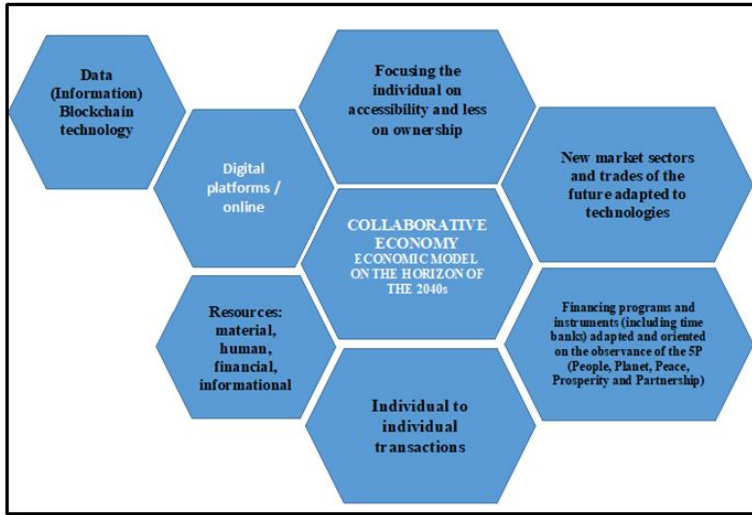 Data
(Information)
Blockchain
technology
Focusing the
individual on
accessibility and less
on ownership
Digital
platforms /
online
New market sectors
and trades of the
future adapted to
technologies
COLLABORATIVE
ECONOMY
ECONOMIC MODEL
ON THE HORIZON OF
THE 2040s
Resources:
material,
human,
financial,
informational
Financing programs and
instruments (including time
banks) adapted and oriented
on the observance of the 5P
(People, Planet, Peace,
Prosperity and Partnership)
Individual to
individual
transactions